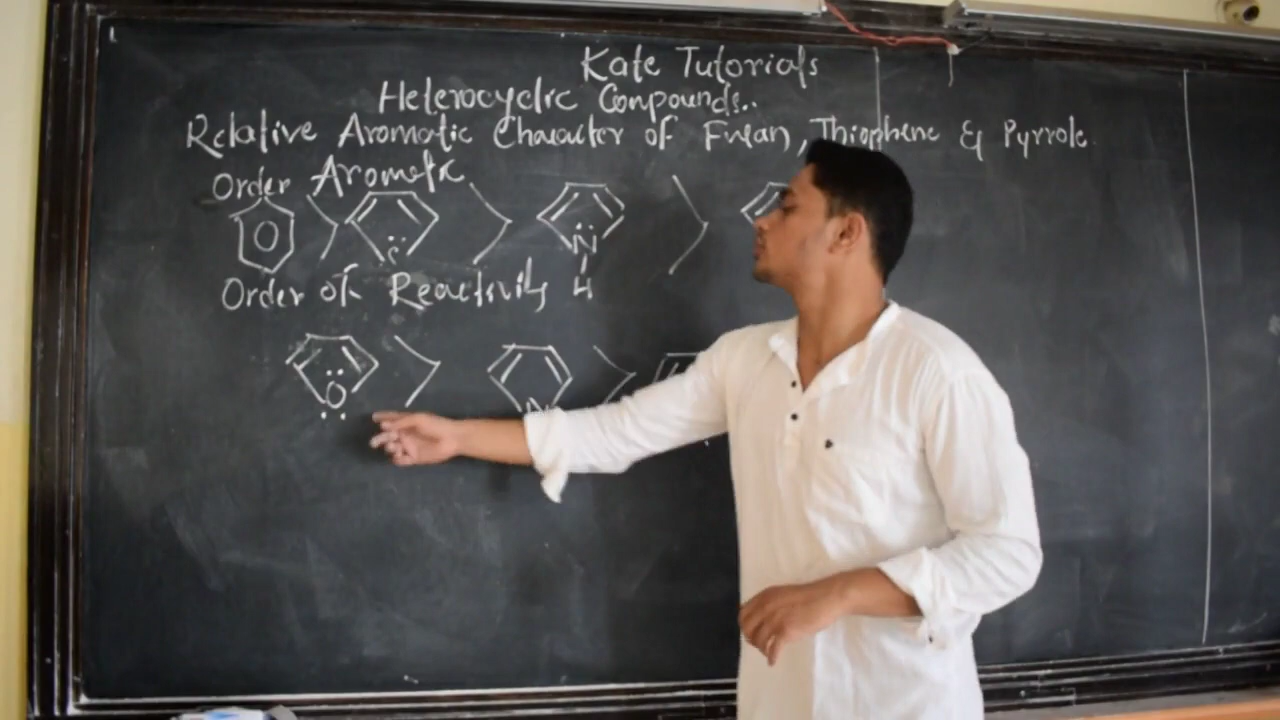 Kate Tutorials
Heterocyclic Compounds..
Relative Aromatic Character of Furan, Thiophene & Pyrrole
Order Aromatic
> S > N > 
H
Order of Reactivity
O > N >